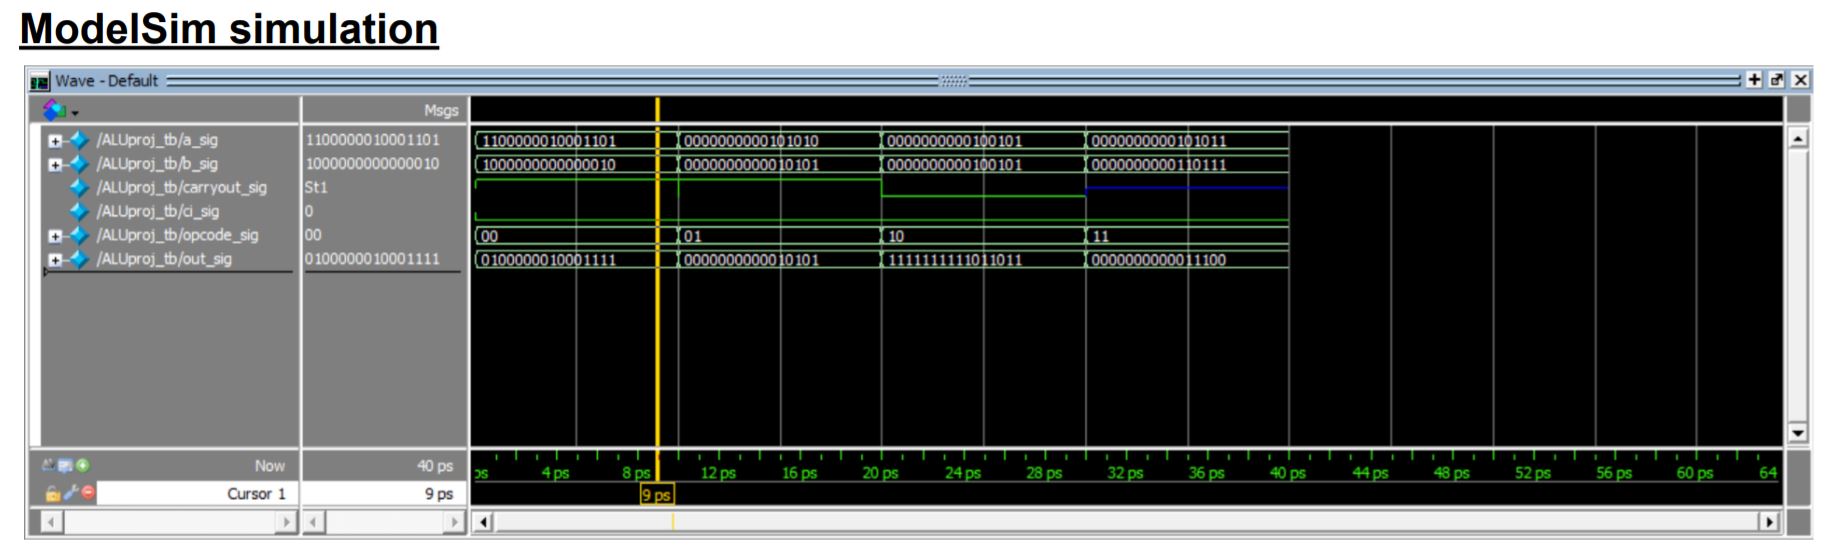 ModelSim simulation
Wave - Default
Msgs
/ALUproj_tb/a_sig 1100000010001101 1100000010001101 0000000000101010 0000000000100101 0000000000101011
/ALUproj_tb/b_sig 1000000000000010 1000000000000010 0000000000010101 0000000000100101 0000000000110111
/ALUproj_tb/carryout_sig St1
/ALUproj_tb/ci_sig 0
/ALUproj_tb/opcode_sig 00 00 01 10 11
/ALUproj_tb/out_sig 0100000010001111 0100000010001111 0000000000010101 1111111111011011 0000000000011100
Now 40 ps ps 4 ps 8 ps 12 ps 16 ps 20 ps 24 ps 28 ps 32 ps 36 ps 40 ps 44 ps 48 ps 52 ps 56 ps 60 ps 64
Cursor 1 9 ps 9 ps